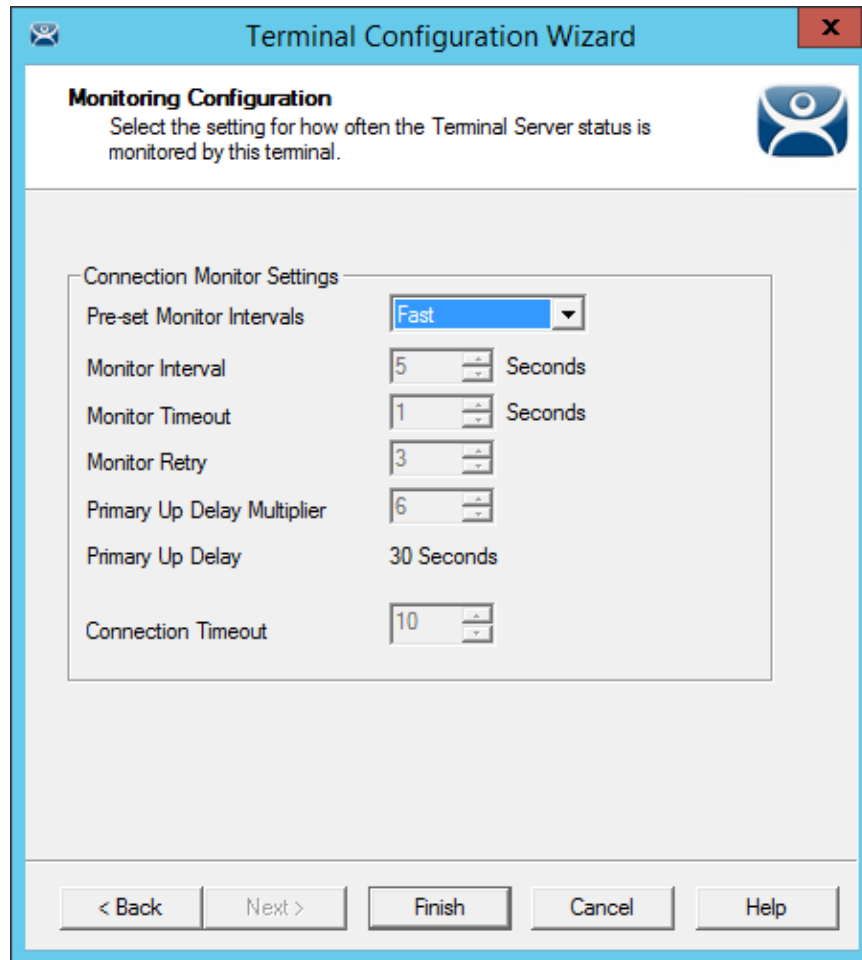 Terminal Configuration Wizard
x
Monitoring Configuration
Select the setting for how often the Terminal Server status is
monitored by this terminal.
Connection Monitor Settings
Pre-set Monitor Intervals Fast
Monitor Interval 5 Seconds
Monitor Timeout 1 Seconds
Monitor Retry 3
Primary Up Delay Multiplier 6
Primary Up Delay 30 Seconds
Connection Timeout 10
< Back Next > Finish Cancel Help